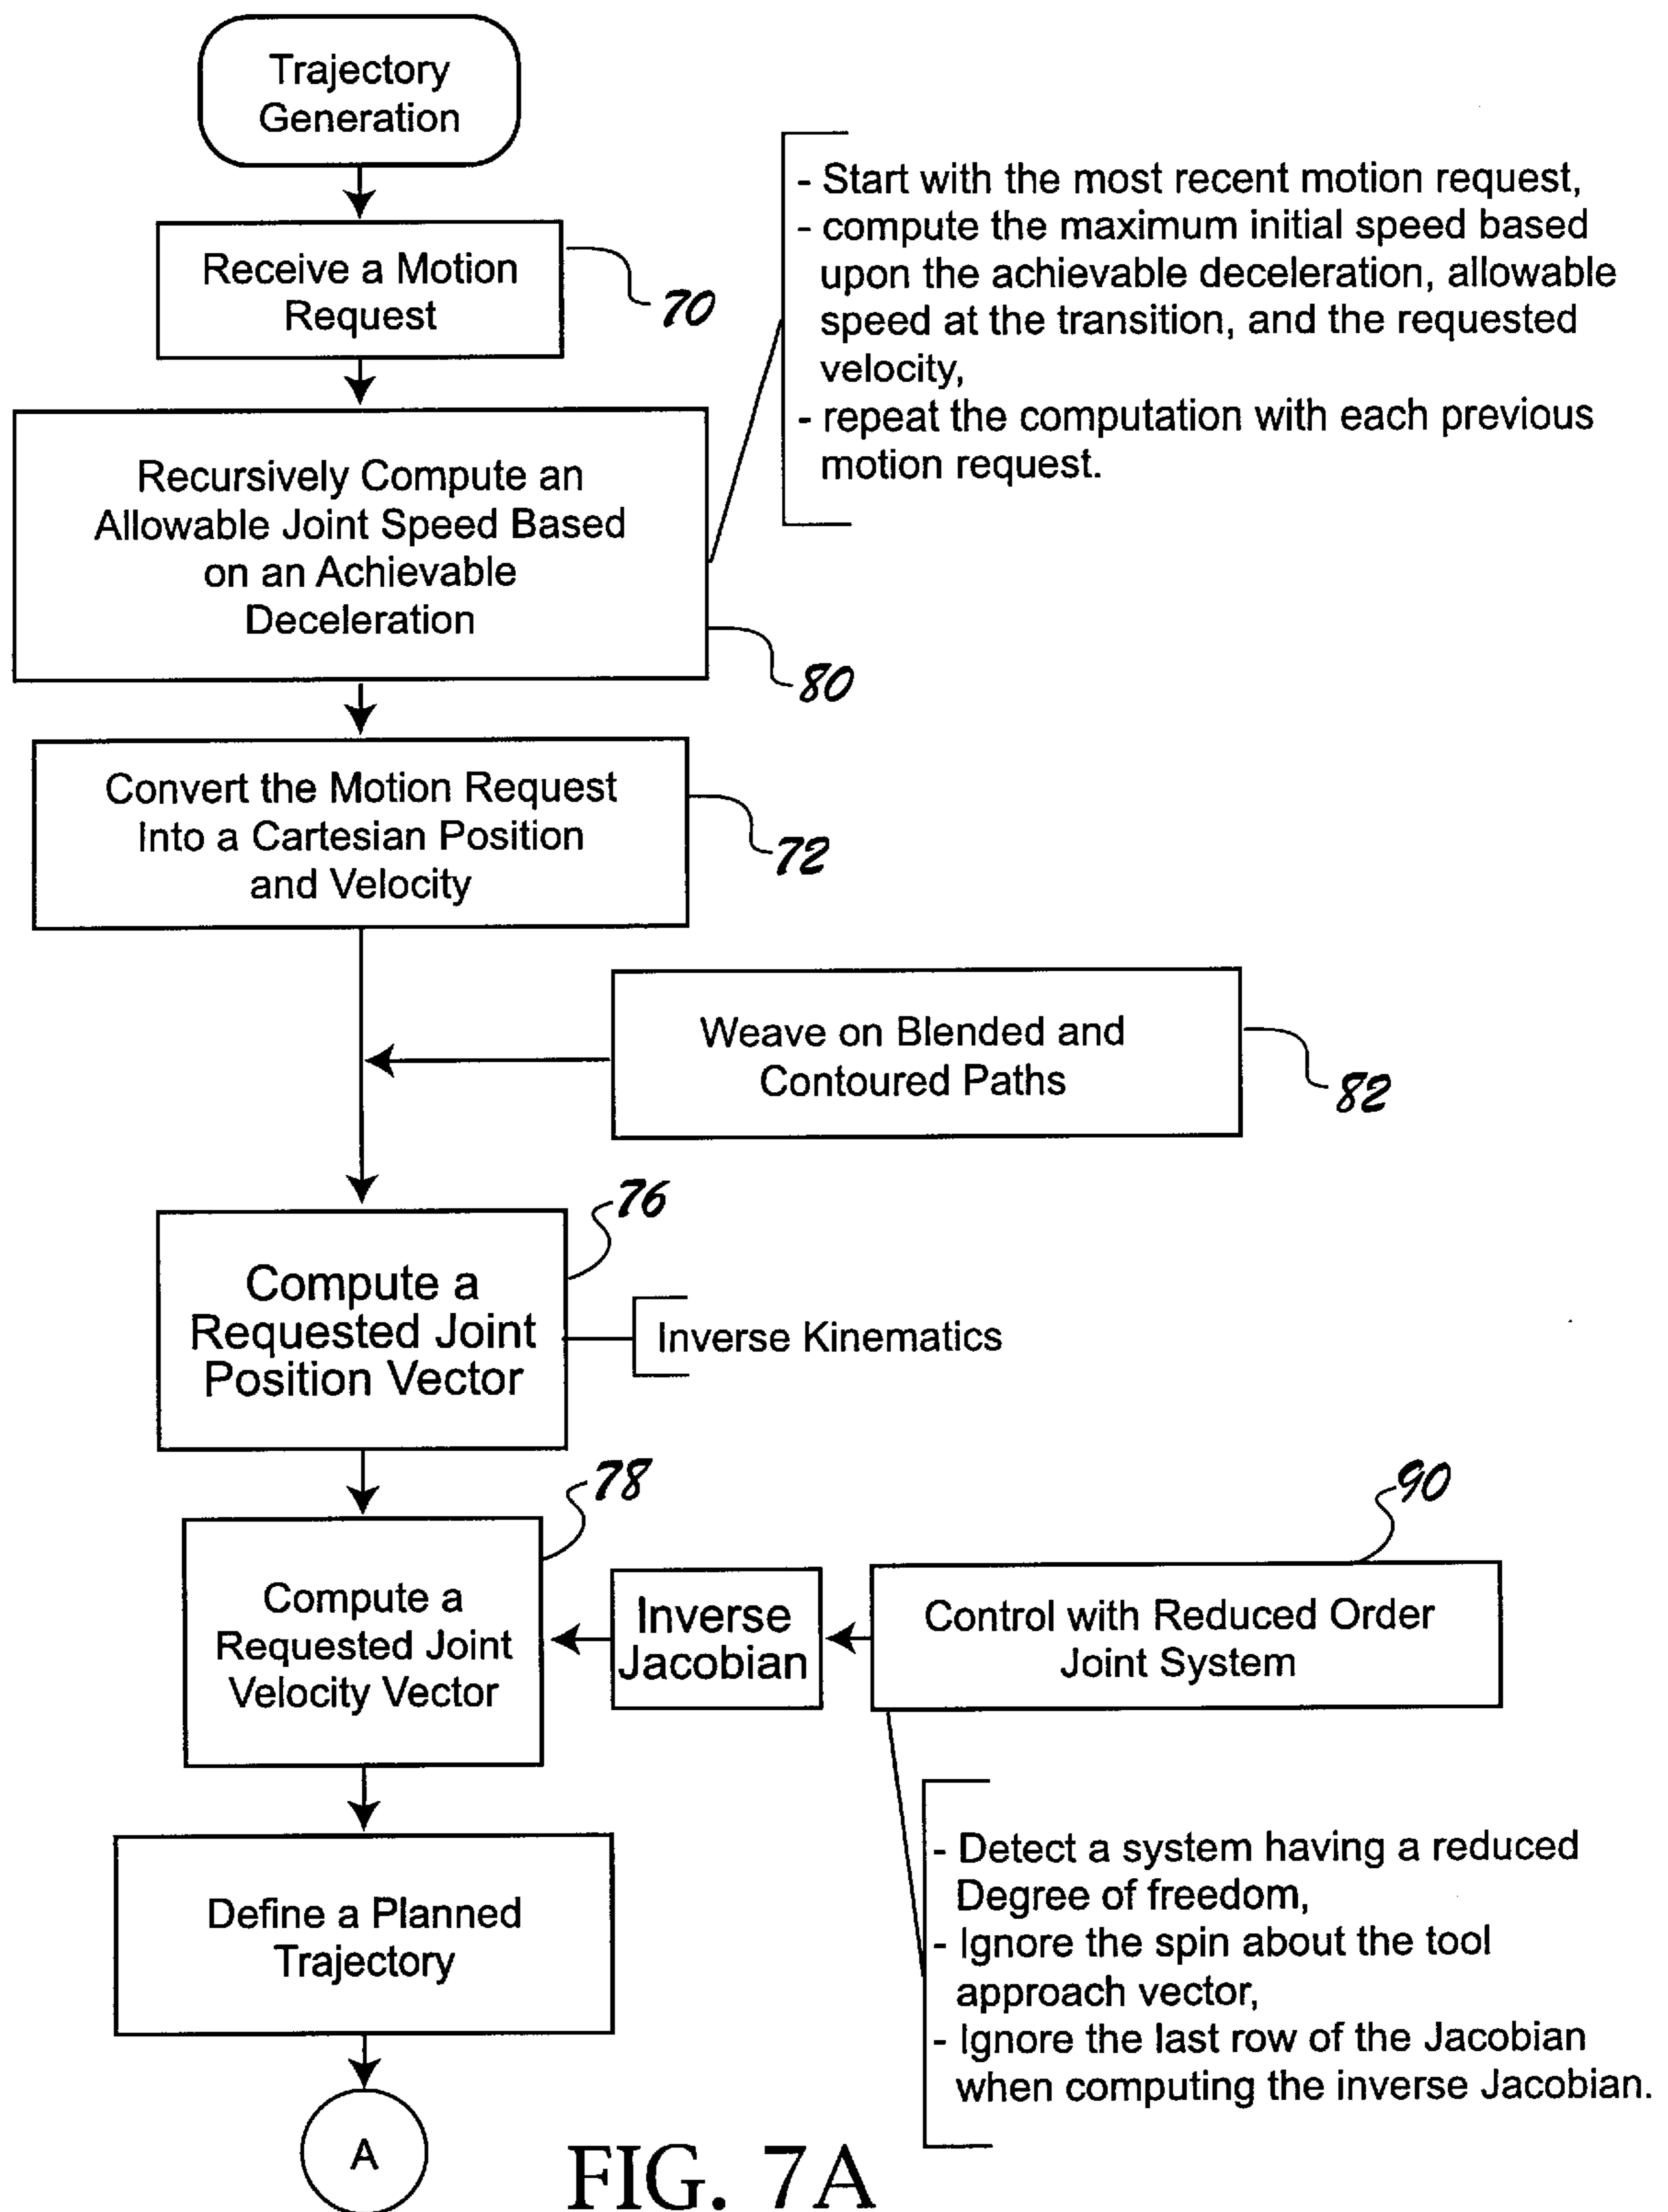 Trajectory
Generation
Receive a Motion
Request
70
- Start with the most recent motion request,
- compute the maximum initial speed based
upon the achievable deceleration, allowable
speed at the transition, and the requested
velocity,
- repeat the computation with each previous
motion request.
Recursively Compute an
Allowable Joint Speed Based
on an Achievable
Deceleration
80
Convert the Motion Request
Into a Cartesian Position
and Velocity
72
Weave on Blended and
Contoured Paths
82
76
Compute a
Requested Joint
Position Vector
Inverse Kinematics
78
Compute a
Requested Joint
Velocity Vector
Inverse
Jacobian
90
Control with Reduced Order
Joint System
- Detect a system having a reduced
Degree of freedom,
- Ignore the spin about the tool
approach vector,
- Ignore the last row of the Jacobian
when computing the inverse Jacobian.
Define a Planned
Trajectory
A
FIG. 7A